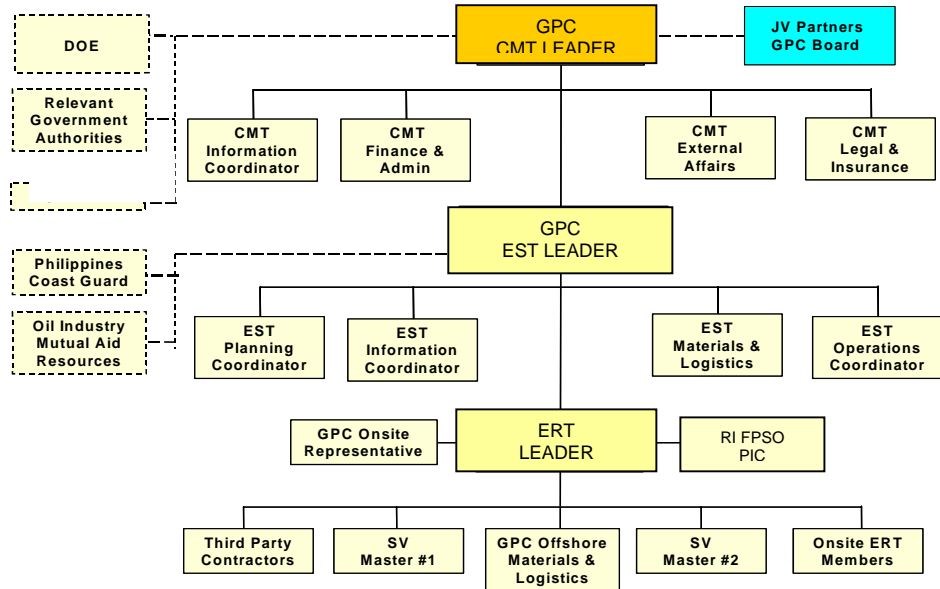 DOE
GPC
CMT LEADER
JV Partners
GPC Board
Relevant
Government
Authorities
CMT
Information
Coordinator
CMT
Finance &
Admin
CMT
External
Affairs
CMT
Legal &
Insurance
GPC
EST LEADER
Philippines
Coast Guard
Oil Industry
Mutual Aid
Resources
EST
Planning
Coordinator
EST
Information
Coordinator
EST
Materials &
Logistics
EST
Operations
Coordinator
GPC Onsite
Representative
ERT
LEADER
RI FPSO
PIC
Third Party
Contractors
SV
Master #1
GPC Offshore
Materials &
Logistics
SV
Master #2
Onsite ERT
Members